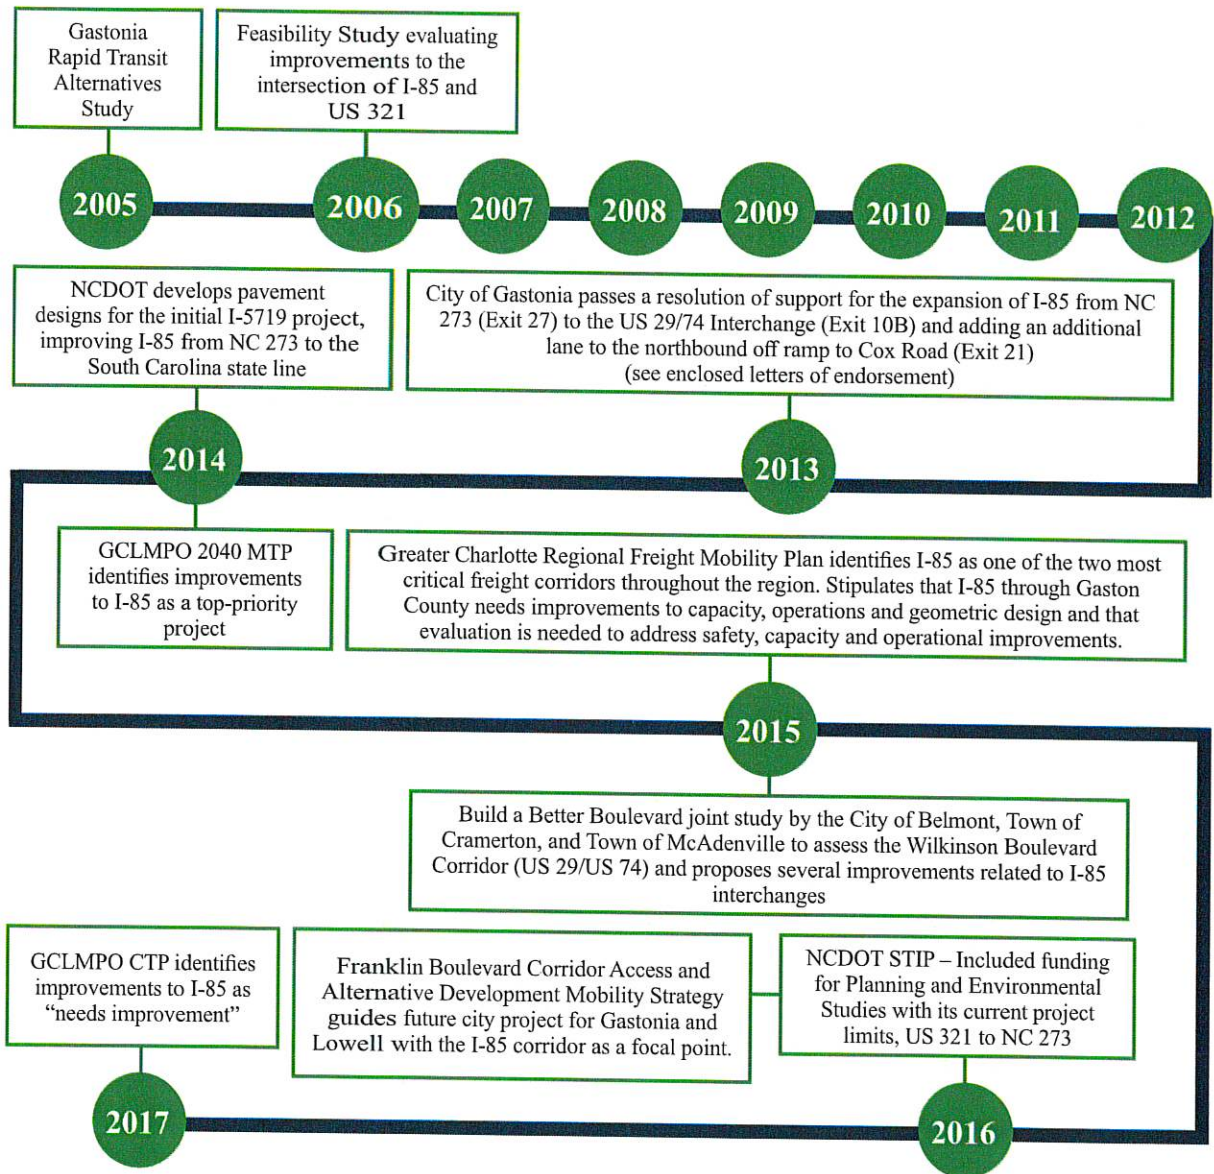 Gastonia
Rapid Transit
Alternatives
Study
Feasibility Study evaluating
improvements to the
intersection of I-85 and
US 321
2005
2006
2007
2008
2009
2010
2011
2012
NCDOT develops pavement
designs for the initial I-5719 project,
improving I-85 from NC 273 to the
South Carolina state line
City of Gastonia passes a resolution of support for the expansion of I-85 from NC
273 (Exit 27) to the US 29/74 Interchange (Exit 10B) and adding an additional
lane to the northbound off ramp to Cox Road (Exit 21)
(see enclosed letters of endorsement)
2014
2013
GCLMPO 2040 MTP
identifies improvements
to I-85 as a top-priority
project
Greater Charlotte Regional Freight Mobility Plan identifies I-85 as one of the two most
critical freight corridors throughout the region. Stipulates that I-85 through Gaston
County needs improvements to capacity, operations and geometric design and that
evaluation is needed to address safety, capacity and operational improvements.
2015
Build a Better Boulevard joint study by the City of Belmont, Town of
Cramerton, and Town of McAdenville to assess the Wilkinson Boulevard
Corridor (US 29/US 74) and proposes several improvements related to I-85
interchanges
GCLMPO CTP identifies
improvements to I-85 as
“needs improvement”
Franklin Boulevard Corridor Access and
Alternative Development Mobility Strategy
guides future city project for Gastonia and
Lowell with the I-85 corridor as a focal point.
NCDOT STIP – Included funding
for Planning and Environmental
Studies with its current project
limits, US 321 to NC 273
2017
2016